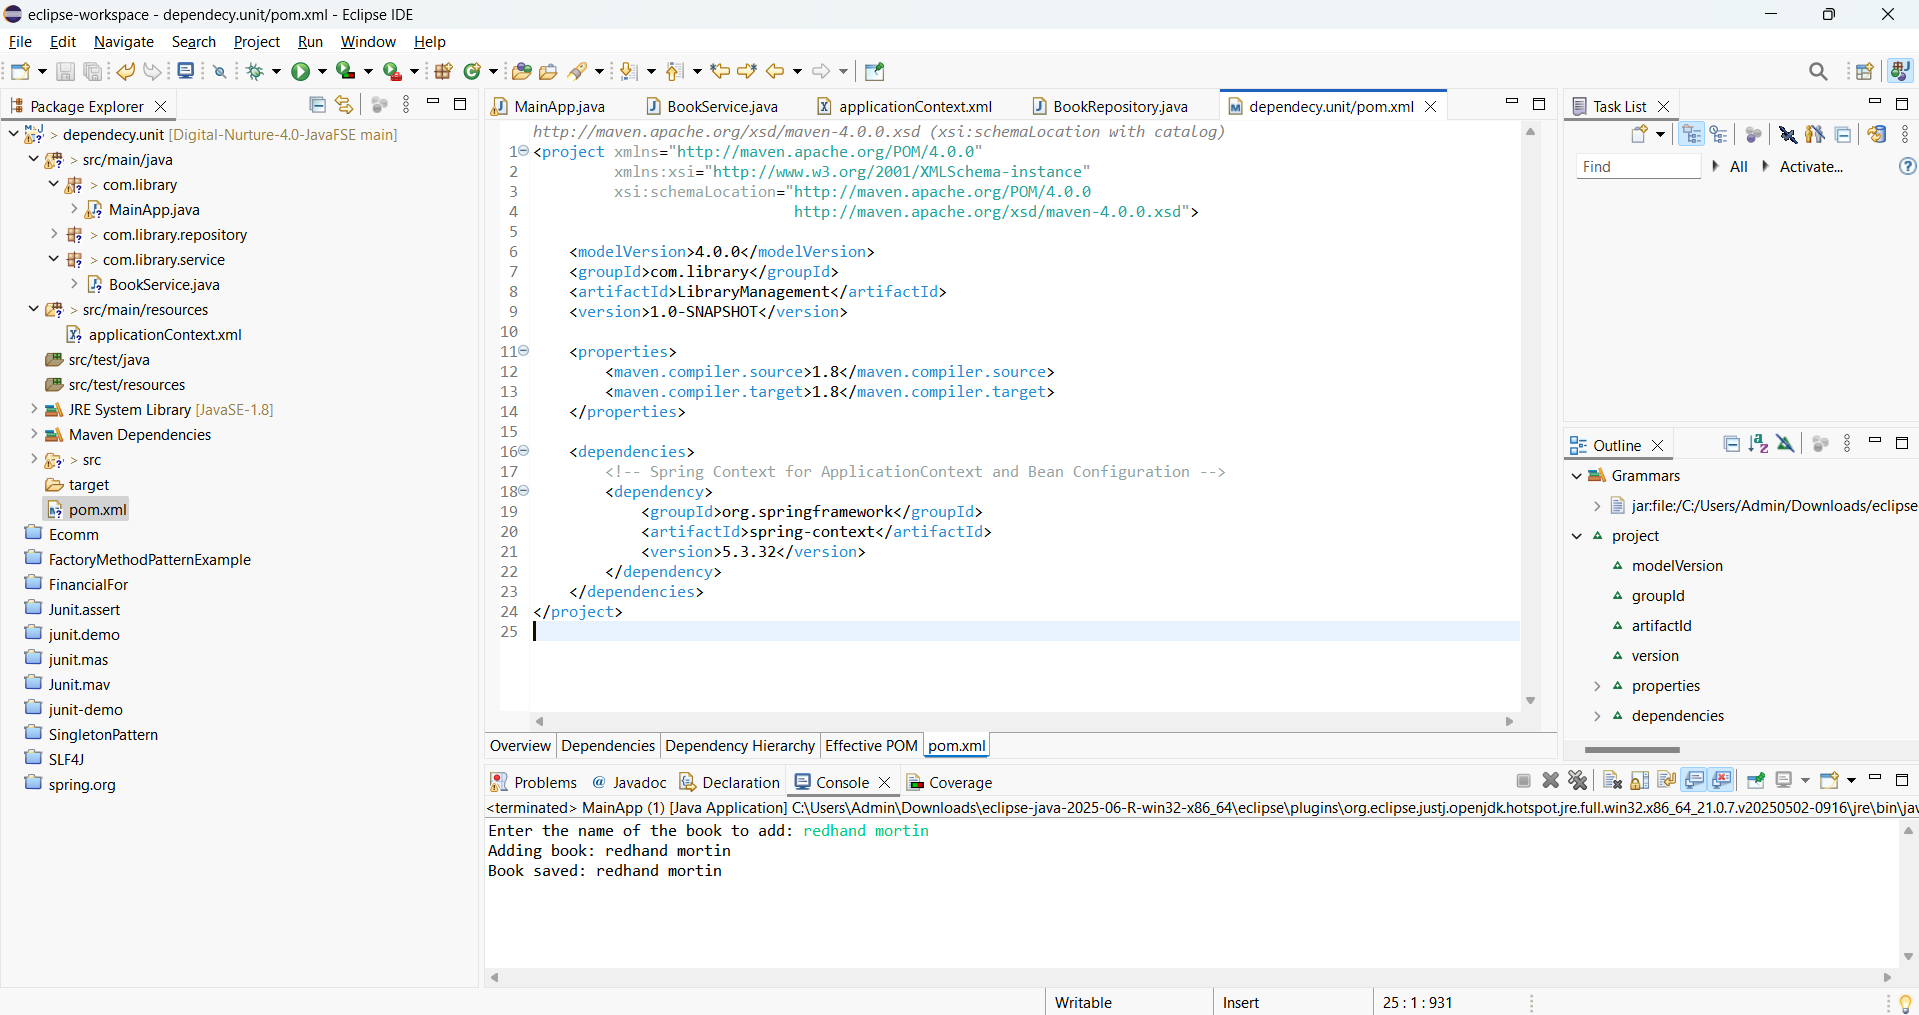 eclipse-workspace - dependecy.unit/pom.xml - Eclipse IDE
File Edit Navigate Search Project Run Window Help
Package Explorer
> dependecy.unit [Digital-Nurture-4.0-JavaFSE main]
> src/main/java
> com.library
MainApp.java
> com.library.repository
> com.library.service
BookService.java
> src/main/resources
applicationContext.xml
src/test/java
src/test/resources
JRE System Library [JavaSE-1.8]
Maven Dependencies
> src
target
pom.xml
Ecomm
FactoryMethodPatternExample
FinancialFor
Junit.assert
junit.demo
junit.mas
Junit.mav
junit-demo
SingletonPattern
SLF4J
spring.org
MainApp.java BookService.java applicationContext.xml BookRepository.java dependecy.unit/pom.xml
http://maven.apache.org/xsd/maven-4.0.0.xsd (xsi:schemaLocation with catalog)
1 <project xmlns="http://maven.apache.org/POM/4.0.0"
2 xmlns:xsi="http://www.w3.org/2001/XMLSchema-instance"
3 xsi:schemaLocation="http://maven.apache.org/POM/4.0.0
4 http://maven.apache.org/xsd/maven-4.0.0.xsd">
5
6 <modelVersion>4.0.0</modelVersion>
7 <groupId>com.library</groupId>
8 <artifactId>LibraryManagement</artifactId>
9 <version>1.0-SNAPSHOT</version>
10
11 <properties>
12 <maven.compiler.source>1.8</maven.compiler.source>
13 <maven.compiler.target>1.8</maven.compiler.target>
14 </properties>
15
16 <dependencies>
17 <!-- Spring Context for ApplicationContext and Bean Configuration -->
18 <dependency>
19 <groupId>org.springframework</groupId>
20 <artifactId>spring-context</artifactId>
21 <version>5.3.32</version>
22 </dependency>
23 </dependencies>
24 </project>
25
Overview Dependencies Dependency Hierarchy Effective POM pom.xml
Task List
Find All Activate...
Outline
Grammars
jar:file:/C:/Users/Admin/Downloads/eclipse
project
modelVersion
groupId
artifactId
version
properties
dependencies
Problems Javadoc Declaration Console Coverage
<terminated> MainApp (1) [Java Application] C:\Users\Admin\Downloads\eclipse-java-2025-06-R-win32-x86_64\eclipse\plugins\org.eclipse.justj.openjdk.hotspot.jre.full.win32.x86_64_21.0.7.v20250502-0916\jre\bin\jav
Enter the name of the book to add: redhand mortin
Adding book: redhand mortin
Book saved: redhand mortin
Writable Insert 25 : 1 : 931